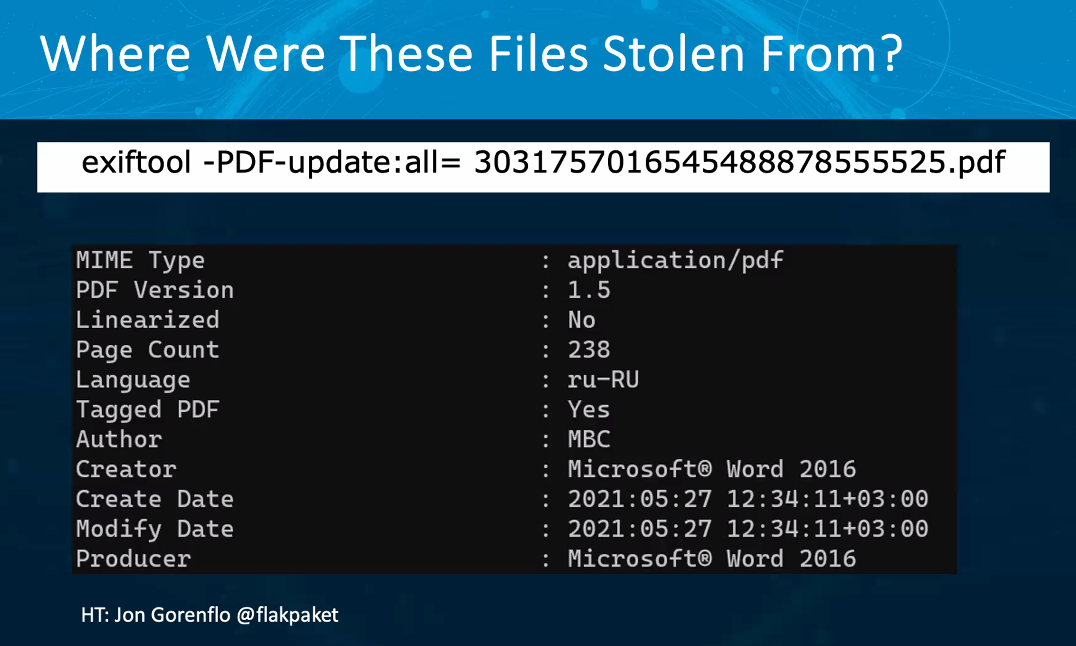 Where Were These Files Stolen From?
exiftool -PDF-update:all= 3031757016545488878555525.pdf
MIME Type : application/pdf
PDF Version : 1.5
Linearized : No
Page Count : 238
Language : ru-RU
Tagged PDF : Yes
Author : MBC
Creator : Microsoft® Word 2016
Create Date : 2021:05:27 12:34:11+03:00
Modify Date : 2021:05:27 12:34:11+03:00
Producer : Microsoft® Word 2016
HT: Jon Gorenflo @flakpaket